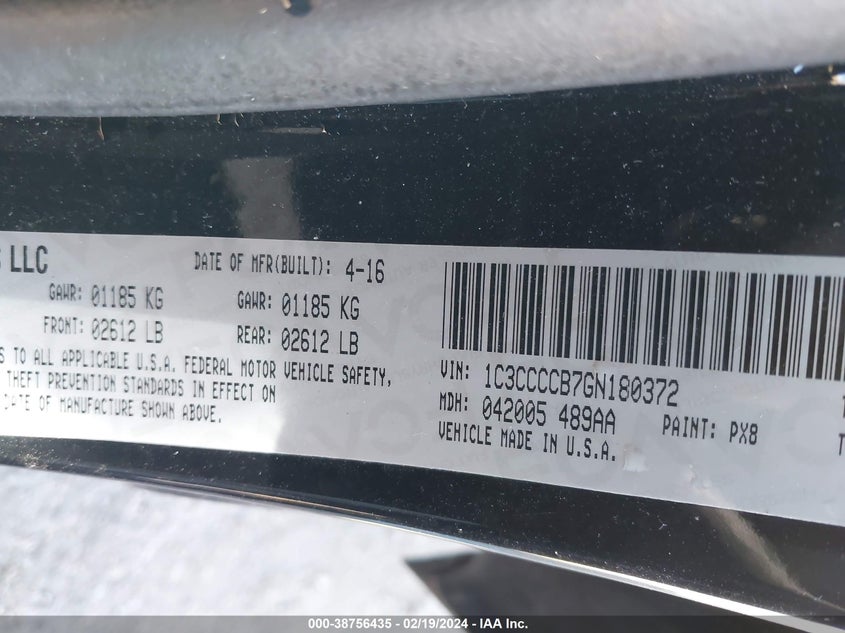 LLC
DATE OF MFR(BUILT): 4-16
GAWR: 01185 KG GAWR: 01185 KG
FRONT: 02612 LB REAR: 02612 LB
TO ALL APPLICABLE U.S.A. FEDERAL MOTOR VEHICLE SAFETY,
THEFT PREVENTION STANDARDS IN EFFECT ON
DATE OF MANUFACTURE SHOWN ABOVE.
VIN: 1C3CCCCB7GN180372
MDH: 042005 489AA PAINT: PX8
VEHICLE MADE IN U.S.A.
000-38756435 - 02/19/2024 - IAA Inc.